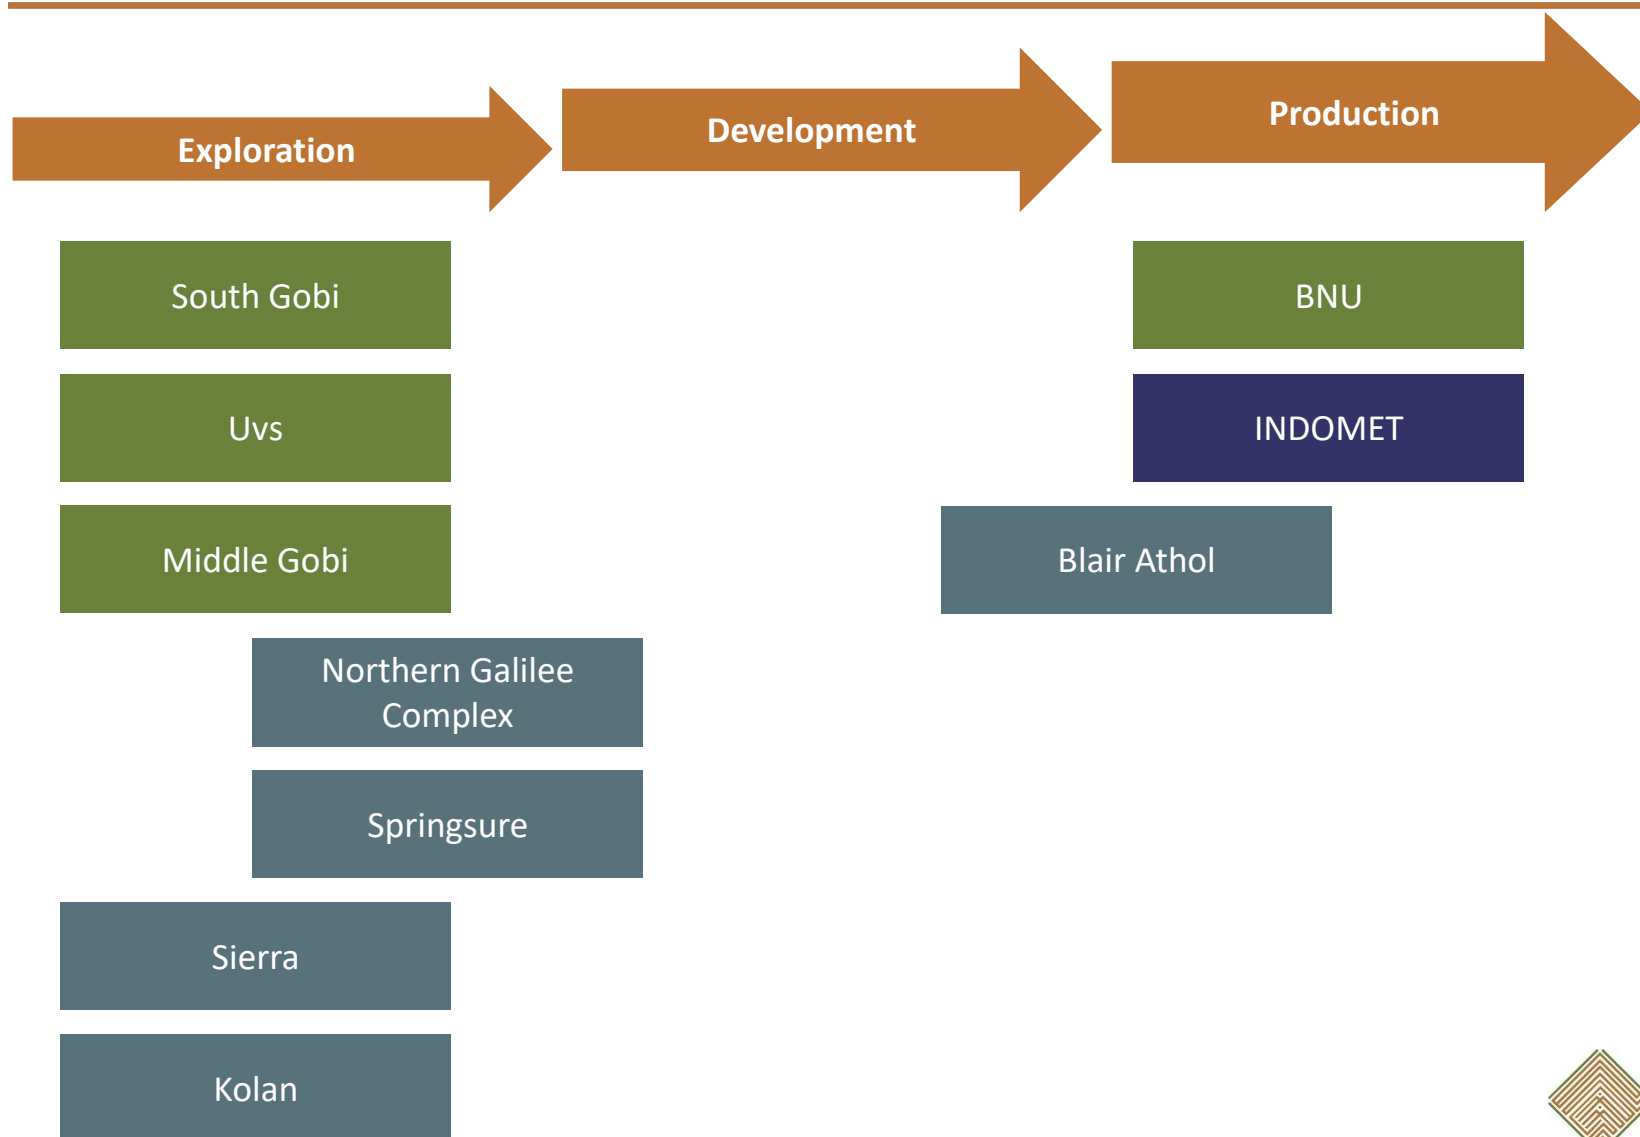 Exploration
Development
Production
South Gobi
BNU
Uvs
INDOMET
Middle Gobi
Blair Athol
Northern Galilee
Complex
Springsure
Sierra
Kolan